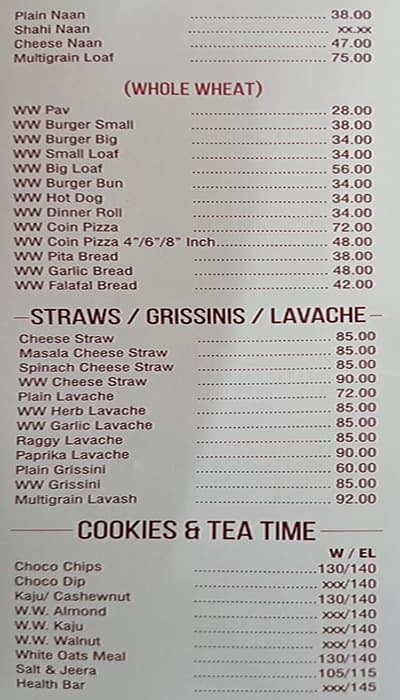 Plain Naan ................................ 38.00
Shahi Naan ................................ xx.xx
Cheese Naan ................................ 47.00
Multigrain Loaf ................................ 75.00
(WHOLE WHEAT)
WW Pav ................................ 28.00
WW Burger Small ................................ 38.00
WW Burger Big ................................ 34.00
WW Small Loaf ................................ 34.00
WW Big Loaf ................................ 56.00
WW Burger Bun ................................ 34.00
WW Hot Dog ................................ 34.00
WW Dinner Roll ................................ 34.00
WW Coin Pizza ................................ 72.00
WW Coin Pizza 4”/6”/8” Inch.......................... 48.00
WW Pita Bread ................................ 38.00
WW Garlic Bread ................................ 48.00
WW Falafal Bread ................................ 42.00
STRAWS / GRISSINIS / LAVACHE
Cheese Straw ................................ 85.00
Masala Cheese Straw ................................ 85.00
Spinach Cheese Straw ................................ 85.00
WW Cheese Straw ................................ 90.00
Plain Lavache ................................ 72.00
WW Herb Lavache ................................ 85.00
WW Garlic Lavache ................................ 85.00
Raggy Lavache ................................ 85.00
Paprika Lavache ................................ 90.00
Plain Grissini ................................ 60.00
WW Grissini ................................ 85.00
Multigrain Lavash ................................ 92.00
COOKIES & TEA TIME
W / EL
Choco Chips ..............................130/140
Choco Dip .............................. xxx/140
Kaju/ Cashewnut .............................. 130/140
W.W. Almond .............................. xxx/140
W.W. Kaju .............................. xxx/140
W.W. Walnut .............................. xxx/140
White Oats Meal .............................. 130/140
Salt & Jeera .............................. 105/115
Health Bar .............................. xxx/145